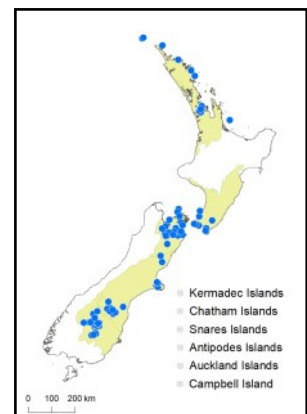 Kermadec Islands
Chatham Islands
Snares Islands
Antipodes Islands
Auckland Islands
Campbell Island
0 100 200 km